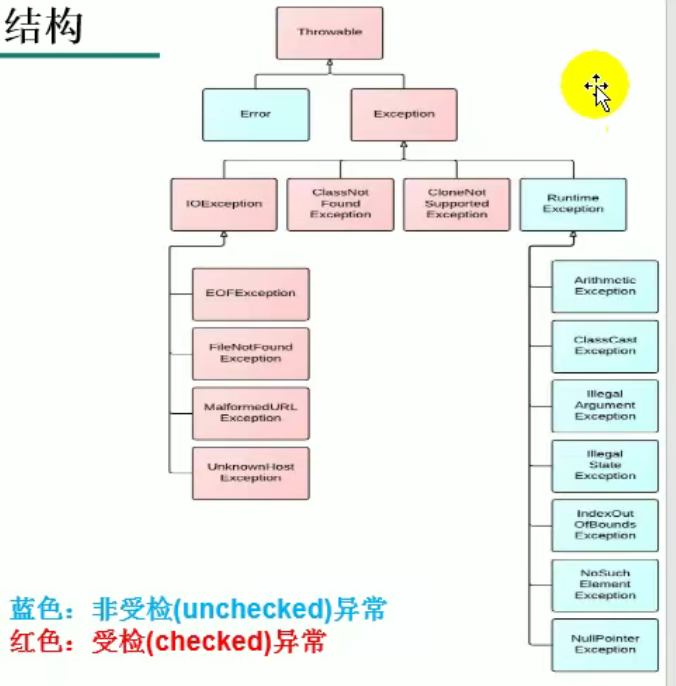 结构
Throwable
Error
Exception
IOException
ClassNot
Found
Exception
CloneNot
Supported
Exception
Runtime
Exception
EOFException
FileNotFound
Exception
MalformedURL
Exception
UnknownHost
Exception
Arithmetic
Exception
ClassCast
Exception
Illegal
Argument
Exception
Illegal
State
Exception
IndexOut
OfBounds
Exception
NoSuch
Element
Exception
NullPointer
Exception
蓝色：非受检(unchecked)异常
红色：受检(checked)异常